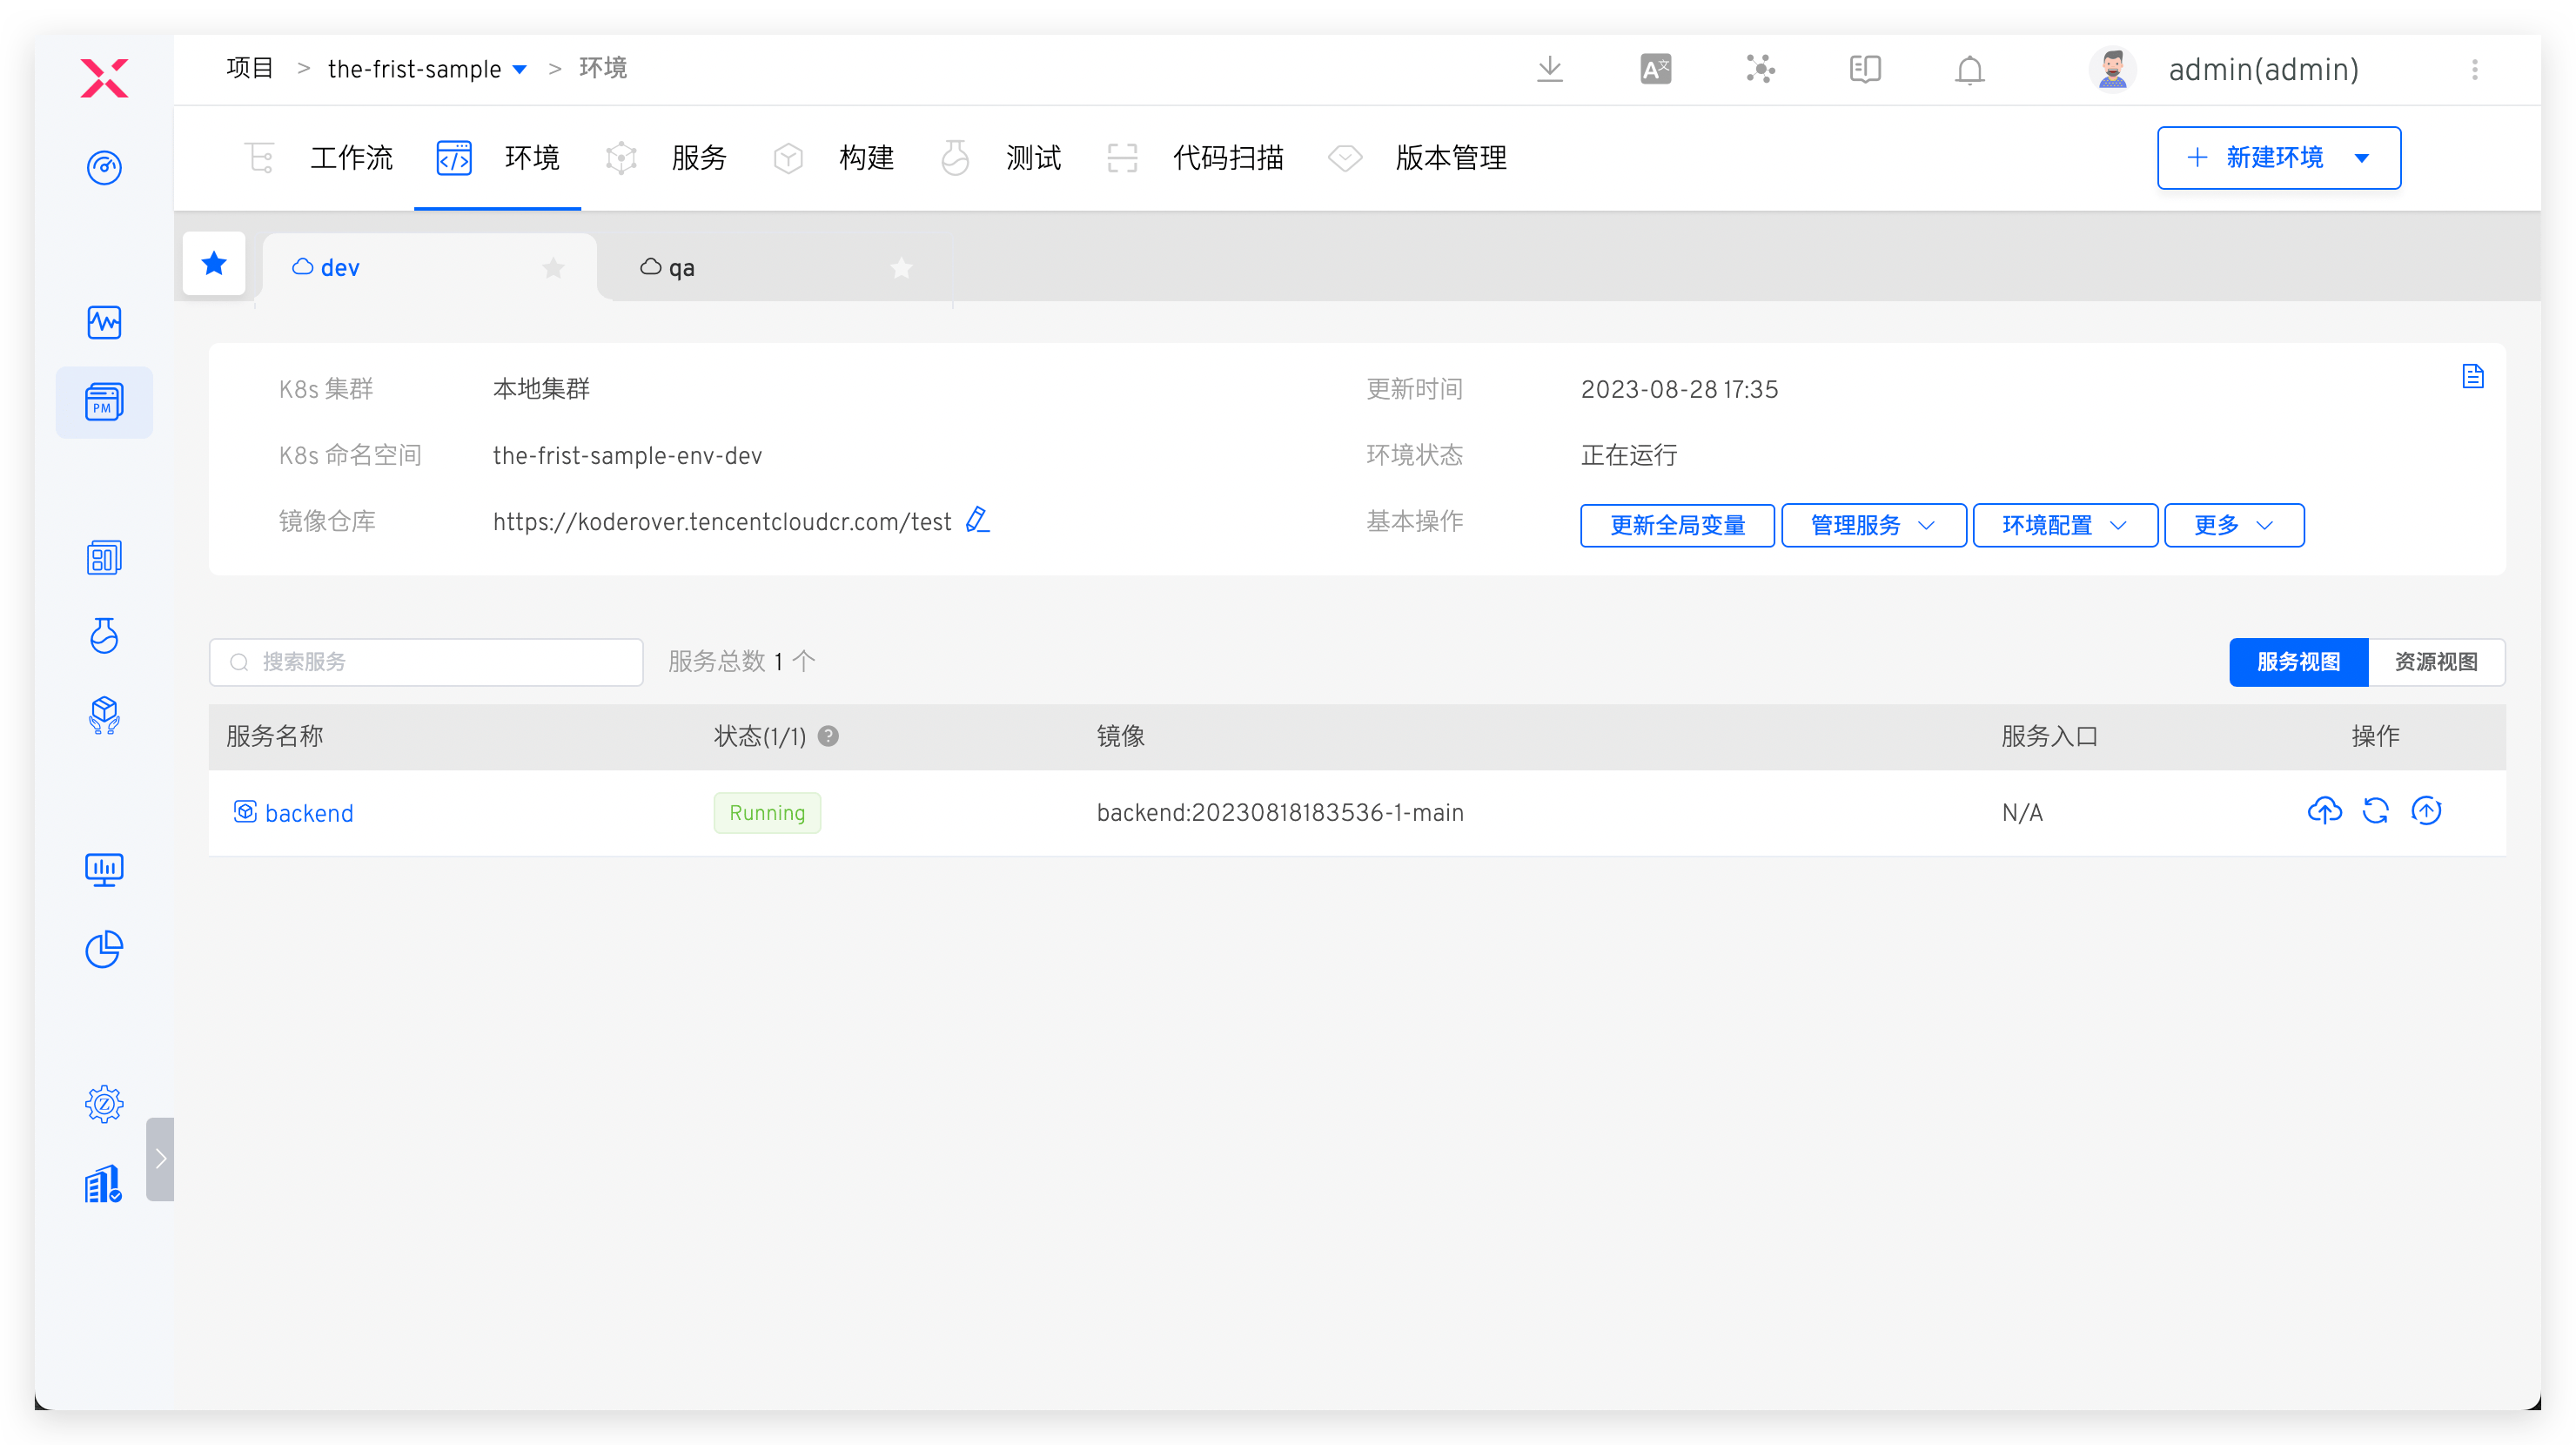 项目 > the-frist-sample > 环境
admin(admin)
工作流 环境 服务 构建 测试 代码扫描 版本管理
新建环境
dev qa
K8s 集群 本地集群 更新时间 2023-08-28 17:35
PM
K8s 命名空间 the-frist-sample-env-dev 环境状态 正在运行
镜像仓库 https://koderover.tencentcloudcr.com/test 基本操作 更新全局变量 管理服务 环境配置 更多
搜索服务 服务总数 1 个 服务视图 资源视图
服务名称 状态(1/1) 镜像 服务入口 操作
backend Running backend:20230818183536-1-main N/A